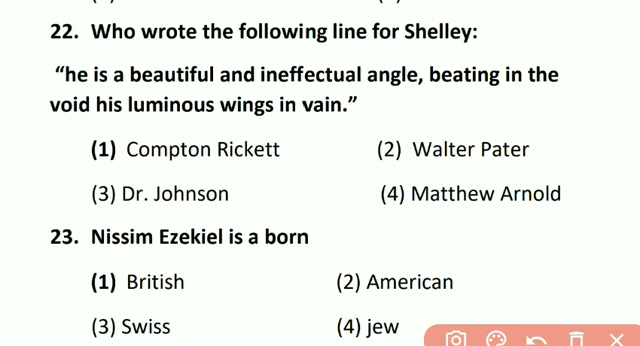 22. Who wrote the following line for Shelley:
“he is a beautiful and ineffectual angle, beating in the
void his luminous wings in vain.”
(1) Compton Rickett (2) Walter Pater
(3) Dr. Johnson (4) Matthew Arnold
23. Nissim Ezekiel is a born
(1) British (2) American
(3) Swiss (4) jew